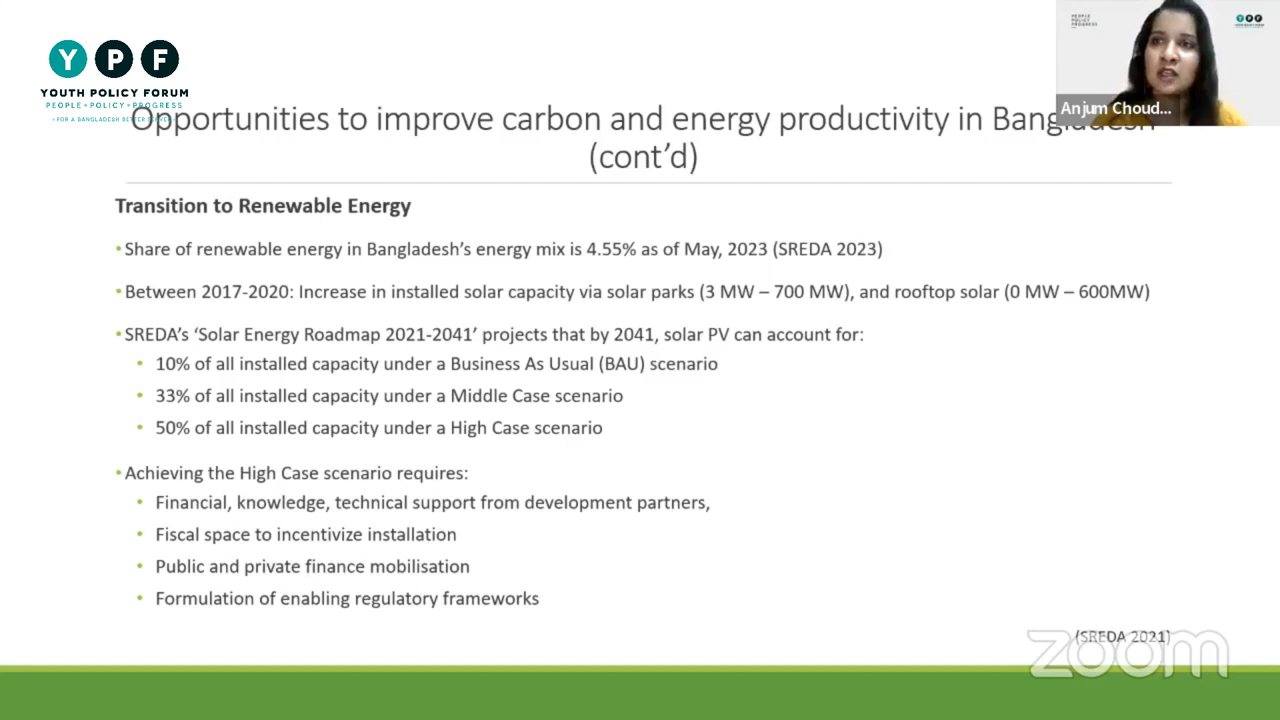 Y P F
YOUTH POLICY FORUM
PEOPLE • POLICY • PROGRESS
PEOPLE
POLICY
PROGRESS
Anjum Choud...
Opportunities to improve carbon and energy productivity in Bangladesh
(cont'd)
Transition to Renewable Energy
• Share of renewable energy in Bangladesh's energy mix is 4.55% as of May, 2023 (SREDA 2023)
• Between 2017-2020: Increase in installed solar capacity via solar parks (3 MW – 700 MW), and rooftop solar (0 MW – 600MW)
• SREDA's 'Solar Energy Roadmap 2021-2041' projects that by 2041, solar PV can account for:
• 10% of all installed capacity under a Business As Usual (BAU) scenario
• 33% of all installed capacity under a Middle Case scenario
• 50% of all installed capacity under a High Case scenario
• Achieving the High Case scenario requires:
• Financial, knowledge, technical support from development partners,
• Fiscal space to incentivize installation
• Public and private finance mobilisation
• Formulation of enabling regulatory frameworks
(SREDA 2021)
zoom